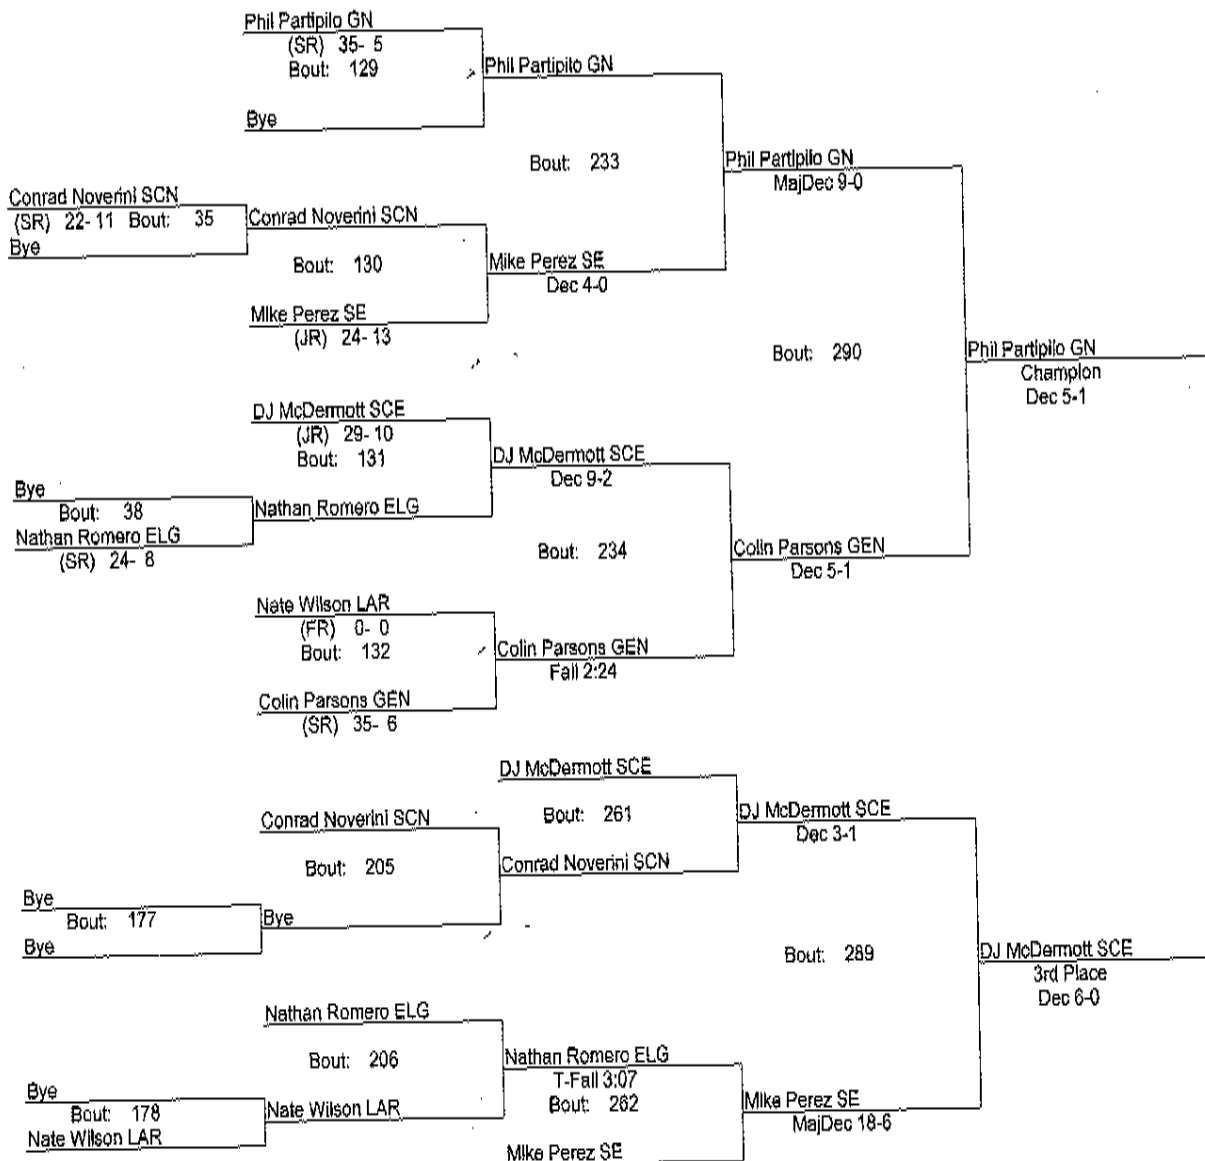 Phil Partipilo GN
(SR) 35- 5
Bout: 129
Phil Partipilo GN
Bye
Bout: 233
Phil Partipilo GN
MajDec 9-0
Conrad Noverini SCN
(SR) 22- 11 Bout: 35
Bye
Conrad Noverini SCN
Bout: 130
Mike Perez SE
Dec 4-0
Mike Perez SE
(JR) 24- 13
Bout: 290
Phil Partipilo GN
Champion
Dec 5-1
DJ McDermott SCE
(JR) 29- 10
Bout: 131
DJ McDermott SCE
Dec 9-2
Bye
Bout: 38
Nathan Romero ELG
(SR) 24- 8
Nathan Romero ELG
Bout: 234
Colin Parsons GEN
Dec 5-1
Nate Wilson LAR
(FR) 0- 0
Bout: 132
Colin Parsons GEN
Fall 2:24
Colin Parsons GEN
(SR) 35- 6
DJ McDermott SCE
Bout: 261
DJ McDermott SCE
Dec 3-1
Conrad Noverini SCN
Bout: 205
Conrad Noverini SCN
Bye
Bout: 177
Bye
Bye
Bout: 289
DJ McDermott SCE
3rd Place
Dec 6-0
Nathan Romero ELG
Bout: 206
Nathan Romero ELG
T-Fall 3:07
Bout: 262
Bye
Bout: 178
Nate Wilson LAR
Nate Wilson LAR
Mike Perez SE
MajDec 18-6
Mike Perez SE